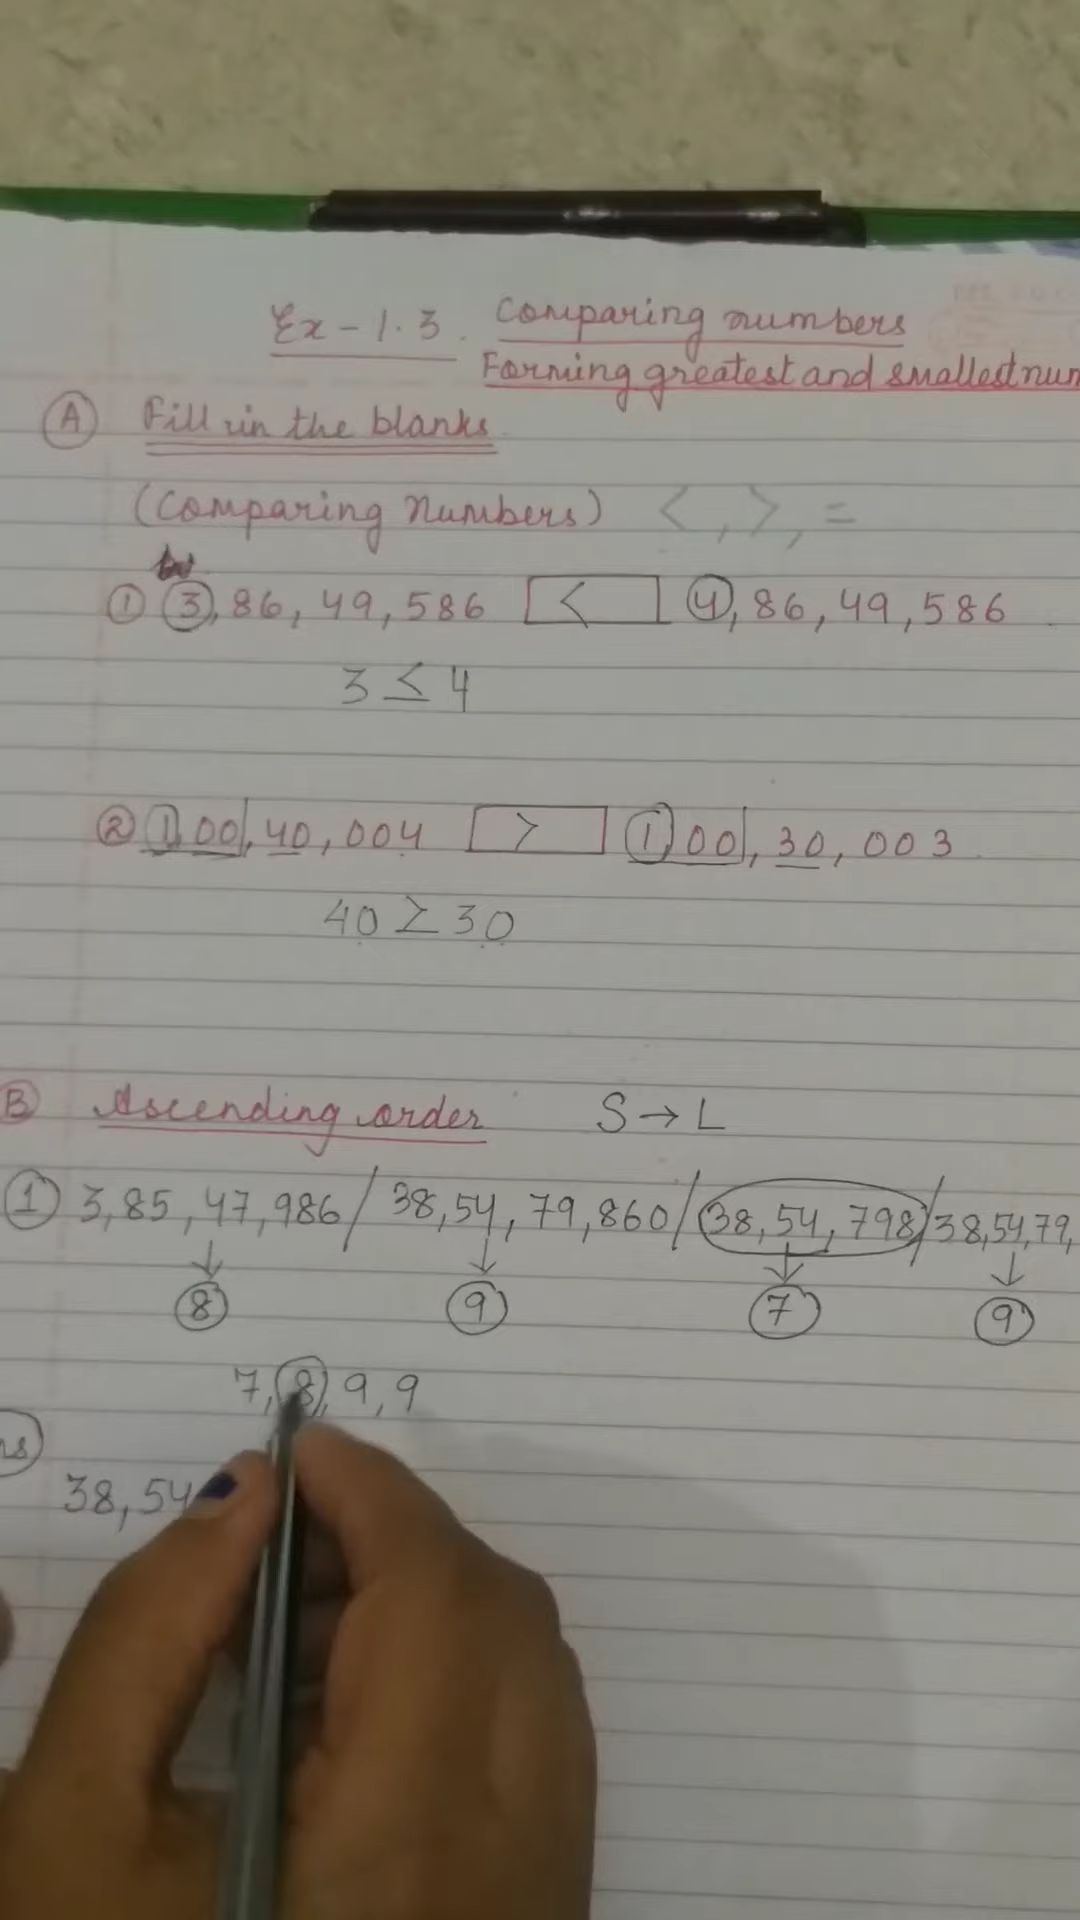 Ex - 1.3. Comparing numbers
Forming greatest and smallest num
A Fill in the blanks
(Comparing Numbers) <, >, =
1 3,86,49,586 < 4,86,49,586
3 < 4
2 1,00,40,004 > 1,00,30,003
40 > 30
B Ascending order S → L
1 3,85,47,986 / 38,54,79,860 / 38,54,798 / 38,54,79,
↓ ↓ ↓ ↓
8 9 7 9
7, 8, 9, 9
ns
38,54